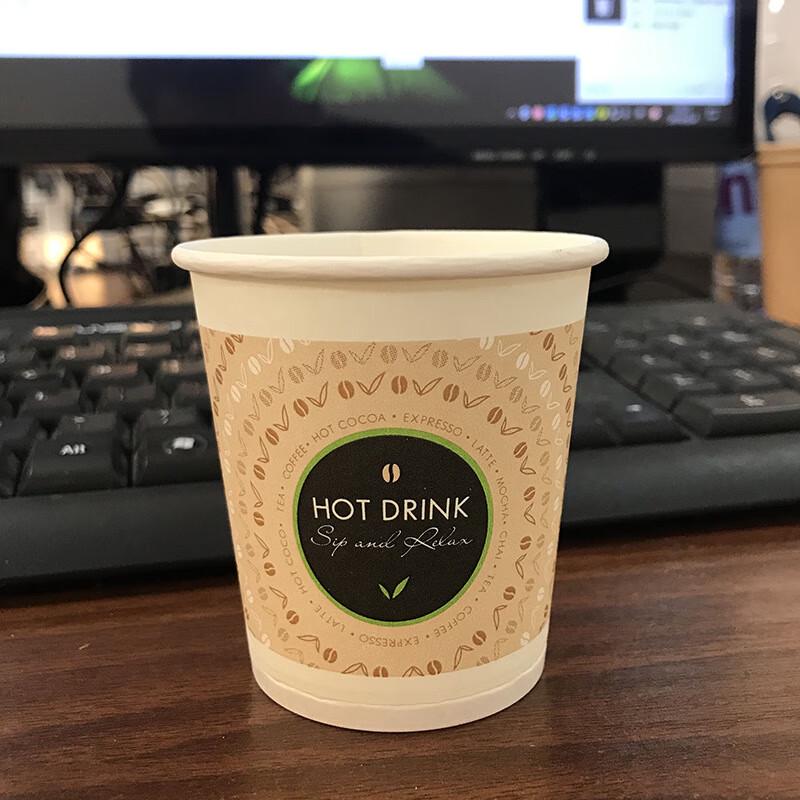 HOT DRINK
Sip and Relax
TEA • COFFEE • HOT COCOA • EXPRESSO • LATTE • MOCHA • CHAI • TEA • COFFEE • EXPRESSO • LATTE • HOT COCO •
Alt